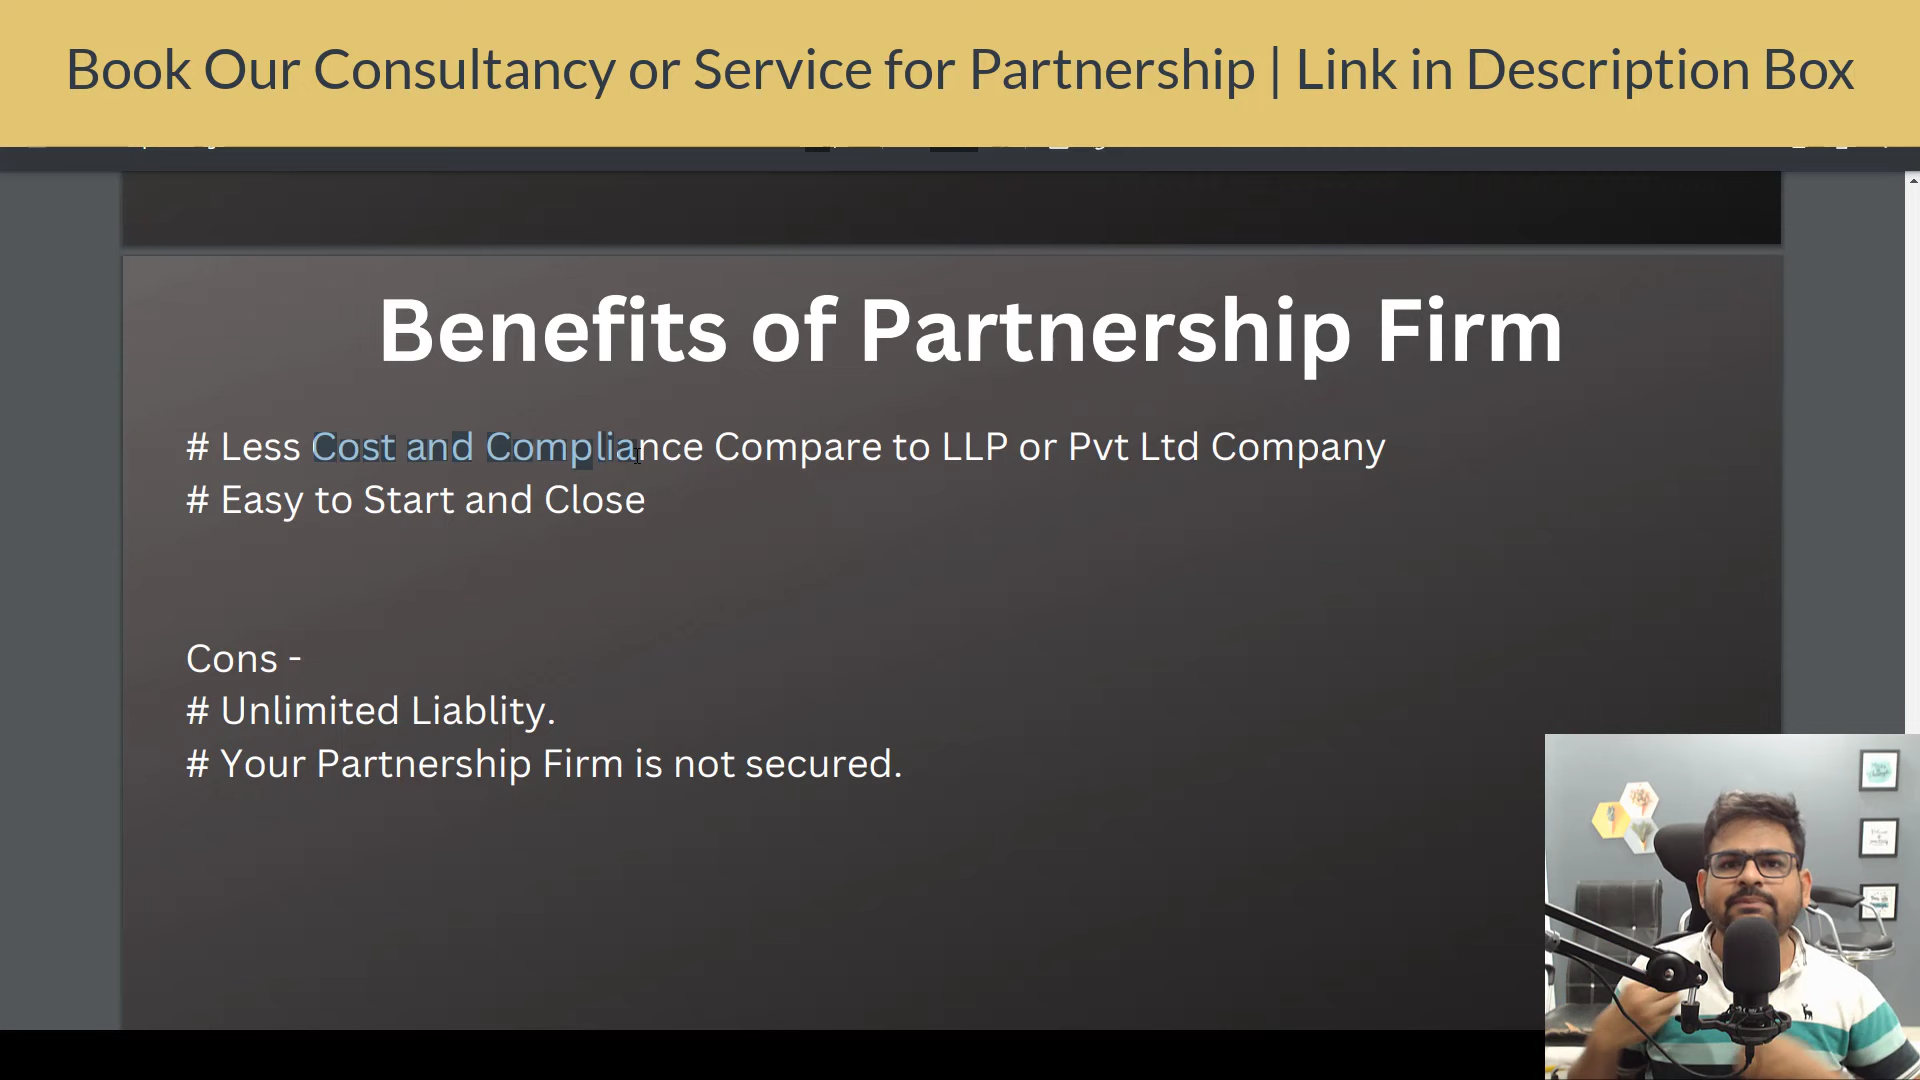 Book Our Consultancy or Service for Partnership | Link in Description Box
Benefits of Partnership Firm
# Less Cost and Compliance Compare to LLP or Pvt Ltd Company
# Easy to Start and Close
Cons -
# Unlimited Liablity.
# Your Partnership Firm is not secured.